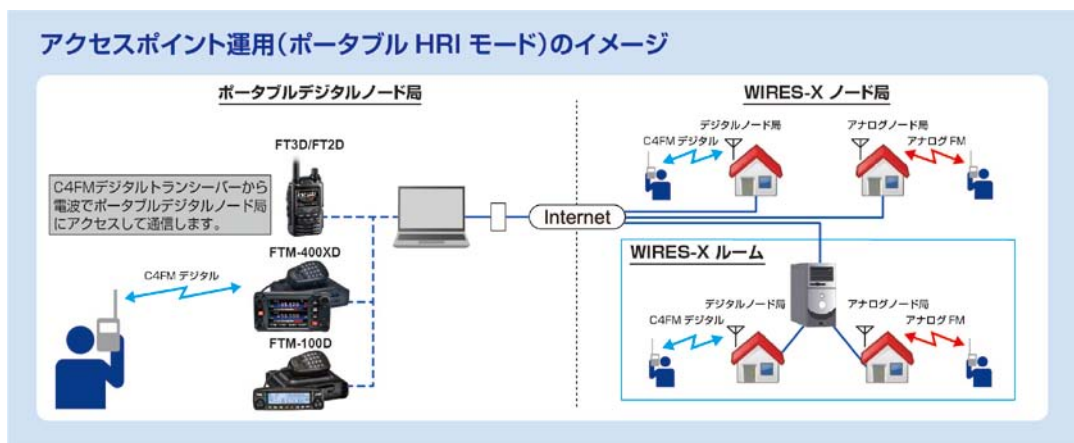 アクセスポイント運用(ポータブル HRI モード)のイメージ
ポータブルデジタルノード局
FT3D/FT2D
C4FMデジタルトランシーバーから
電波でポータブルデジタルノード局
にアクセスして通信します。
FTM-400XD
C4FM デジタル
FTM-100D
Internet
WIRES-X ノード局
デジタルノード局
C4FM デジタル
アナログノード局
アナログ FM
WIRES-X ルーム
デジタルノード局
C4FM デジタル
アナログノード局
アナログ FM